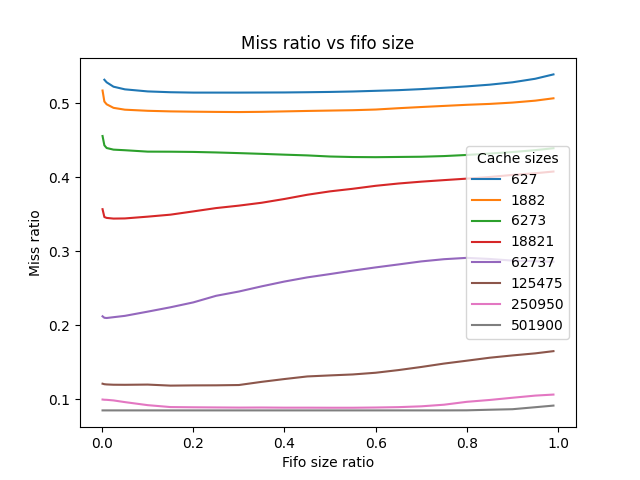 Miss ratio vs fifo size
Miss ratio
0.5
0.4
0.3
0.2
0.1
Cache sizes
627
1882
6273
18821
62737
125475
250950
501900
0.0 0.2 0.4 0.6 0.8 1.0
Fifo size ratio